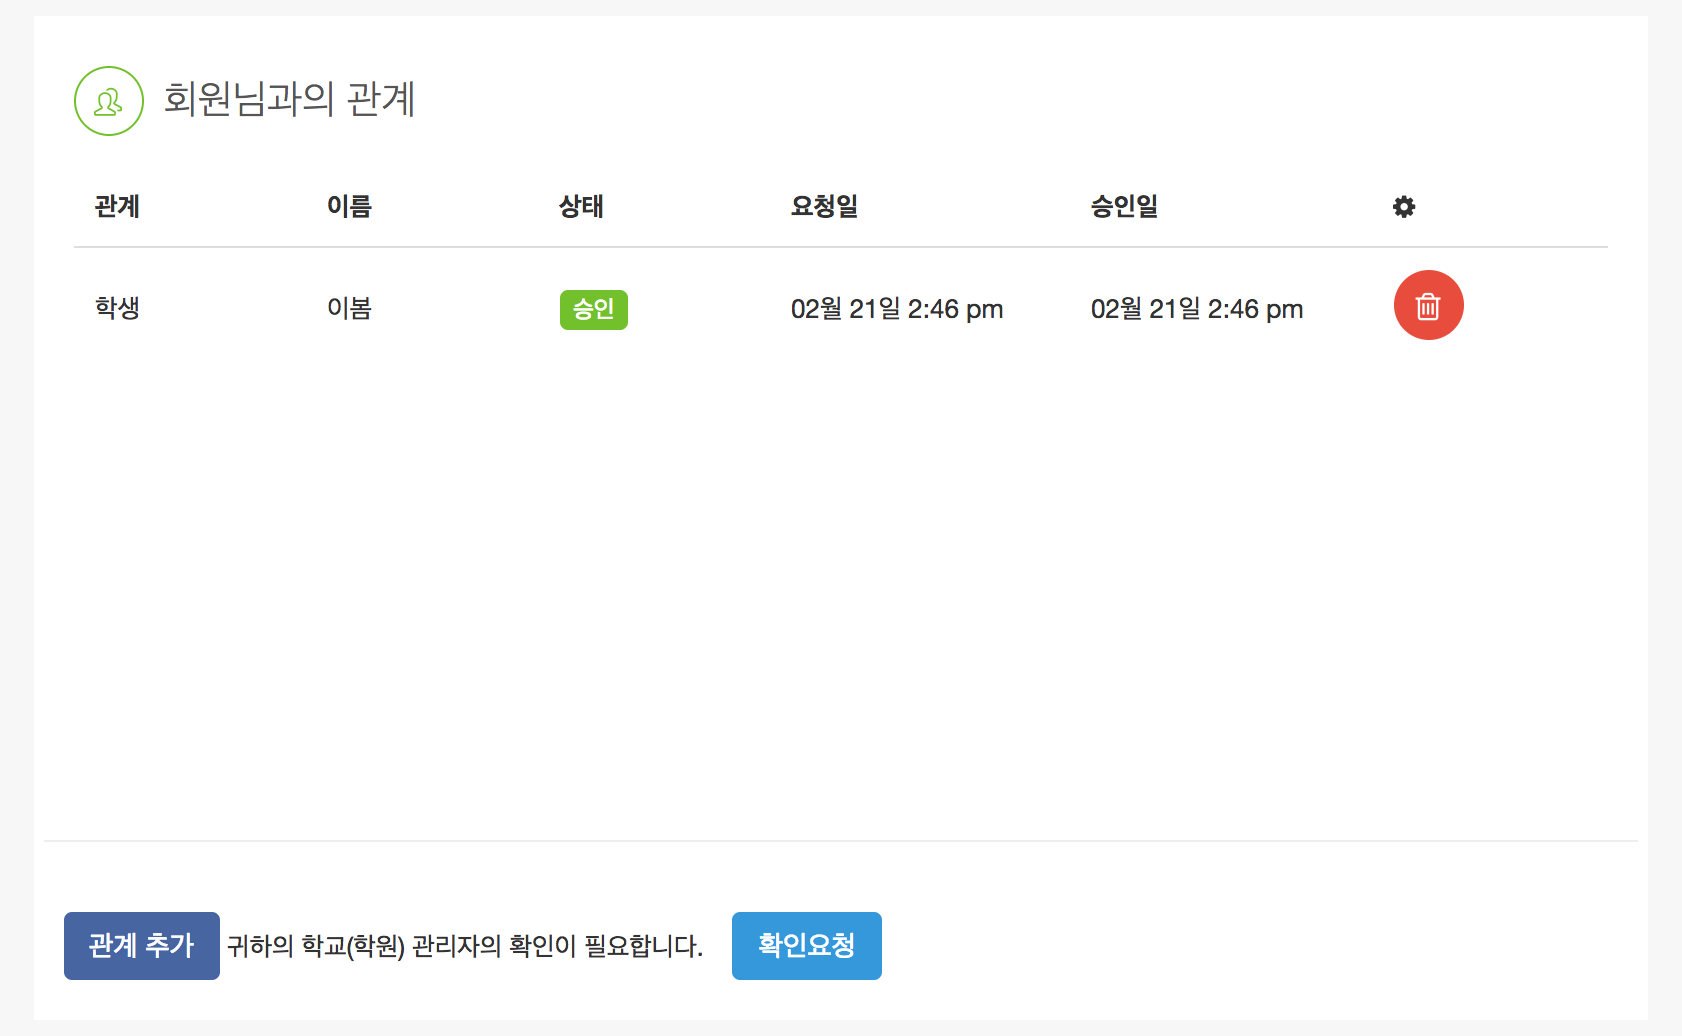 회원님과의 관계
관계 이름 상태 요청일 승인일
학생 이봄 승인 02월 21일 2:46 pm 02월 21일 2:46 pm
관계 추가 귀하의 학교(학원) 관리자의 확인이 필요합니다. 확인요청